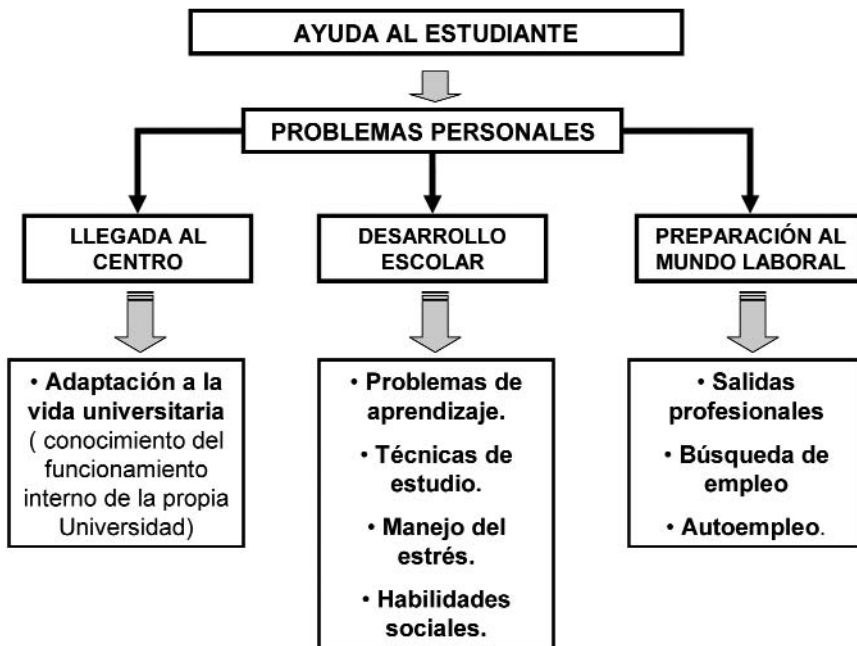 AYUDA AL ESTUDIANTE
PROBLEMAS PERSONALES
LLEGADA AL
CENTRO
DESARROLLO
ESCOLAR
PREPARACIÓN AL
MUNDO LABORAL
• Adaptación a la
vida universitaria
( conocimiento del
funcionamiento
interno de la propia
Universidad)
• Problemas de
aprendizaje.
• Técnicas de
estudio.
• Manejo del
estrés.
• Habilidades
sociales.
• Salidas
profesionales
• Búsqueda de
empleo
• Autoempleo.